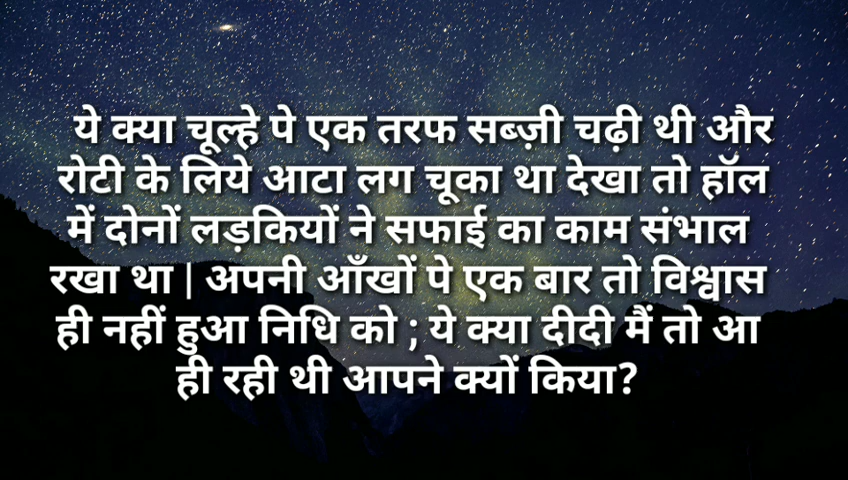 ये क्या चूल्हे पे एक तरफ सब्ज़ी चढ़ी थी और
रोटी के लिये आटा लग चूका था देखा तो हॉल
में दोनों लड़कियों ने सफाई का काम संभाल
रखा था | अपनी आँखों पे एक बार तो विश्वास
ही नहीं हुआ निधि को ; ये क्या दीदी मैं तो आ
ही रही थी आपने क्यों किया?